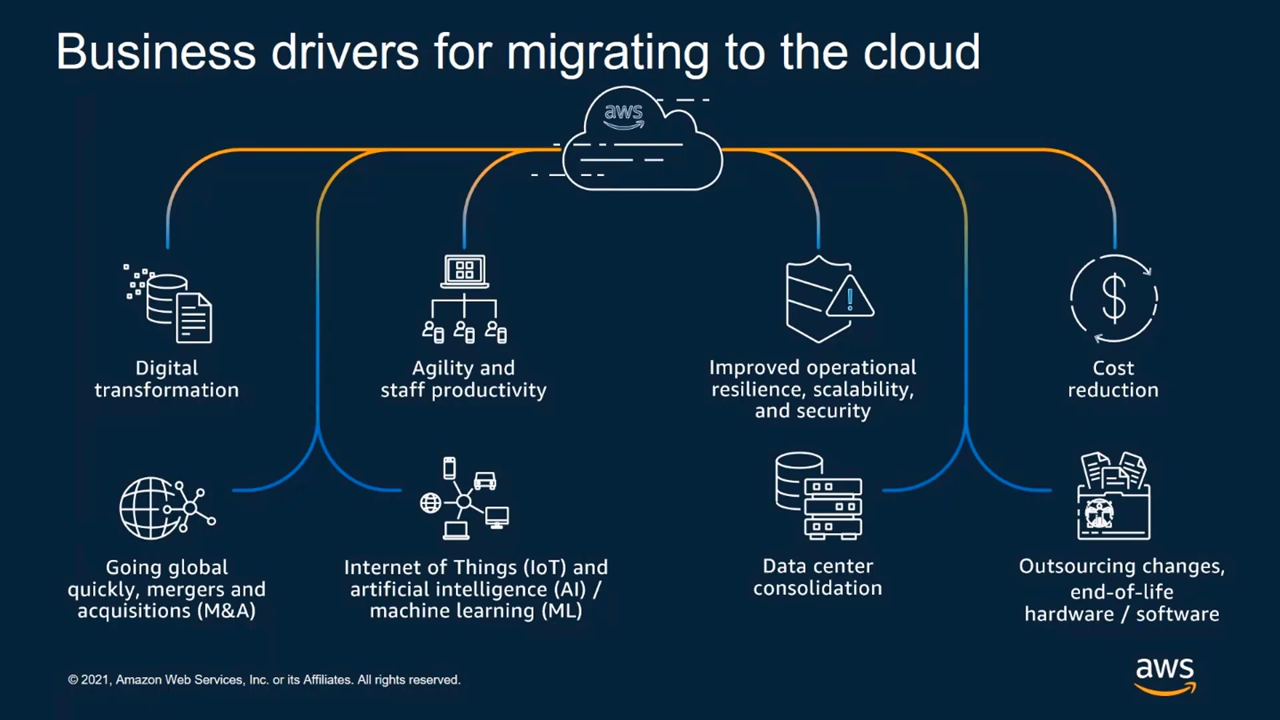 Business drivers for migrating to the cloud
aws
Digital
transformation
Agility and
staff productivity
Improved operational
resilience, scalability,
and security
Cost
reduction
Going global
quickly, mergers and
acquisitions (M&A)
Internet of Things (IoT) and
artificial intelligence (AI) /
machine learning (ML)
Data center
consolidation
Outsourcing changes,
end-of-life
hardware / software
© 2021, Amazon Web Services, Inc. or its Affiliates. All rights reserved.
aws